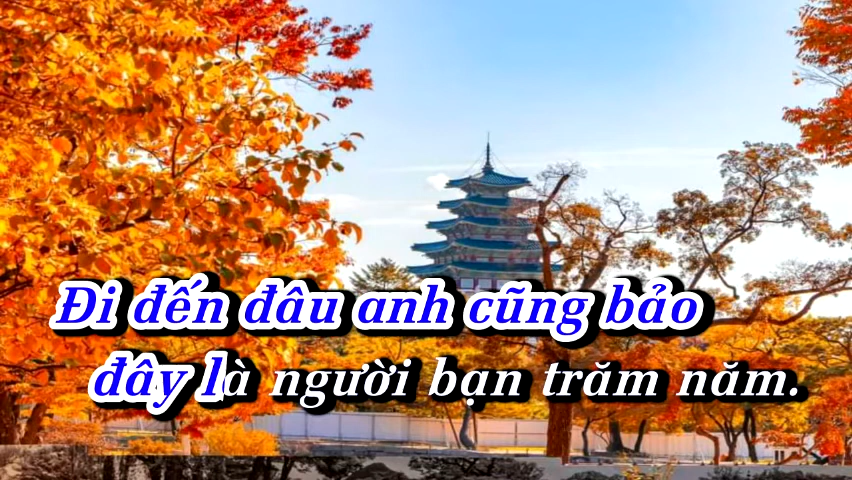 Đi đến đâu anh cũng bảo
đây là người bạn trăm năm.